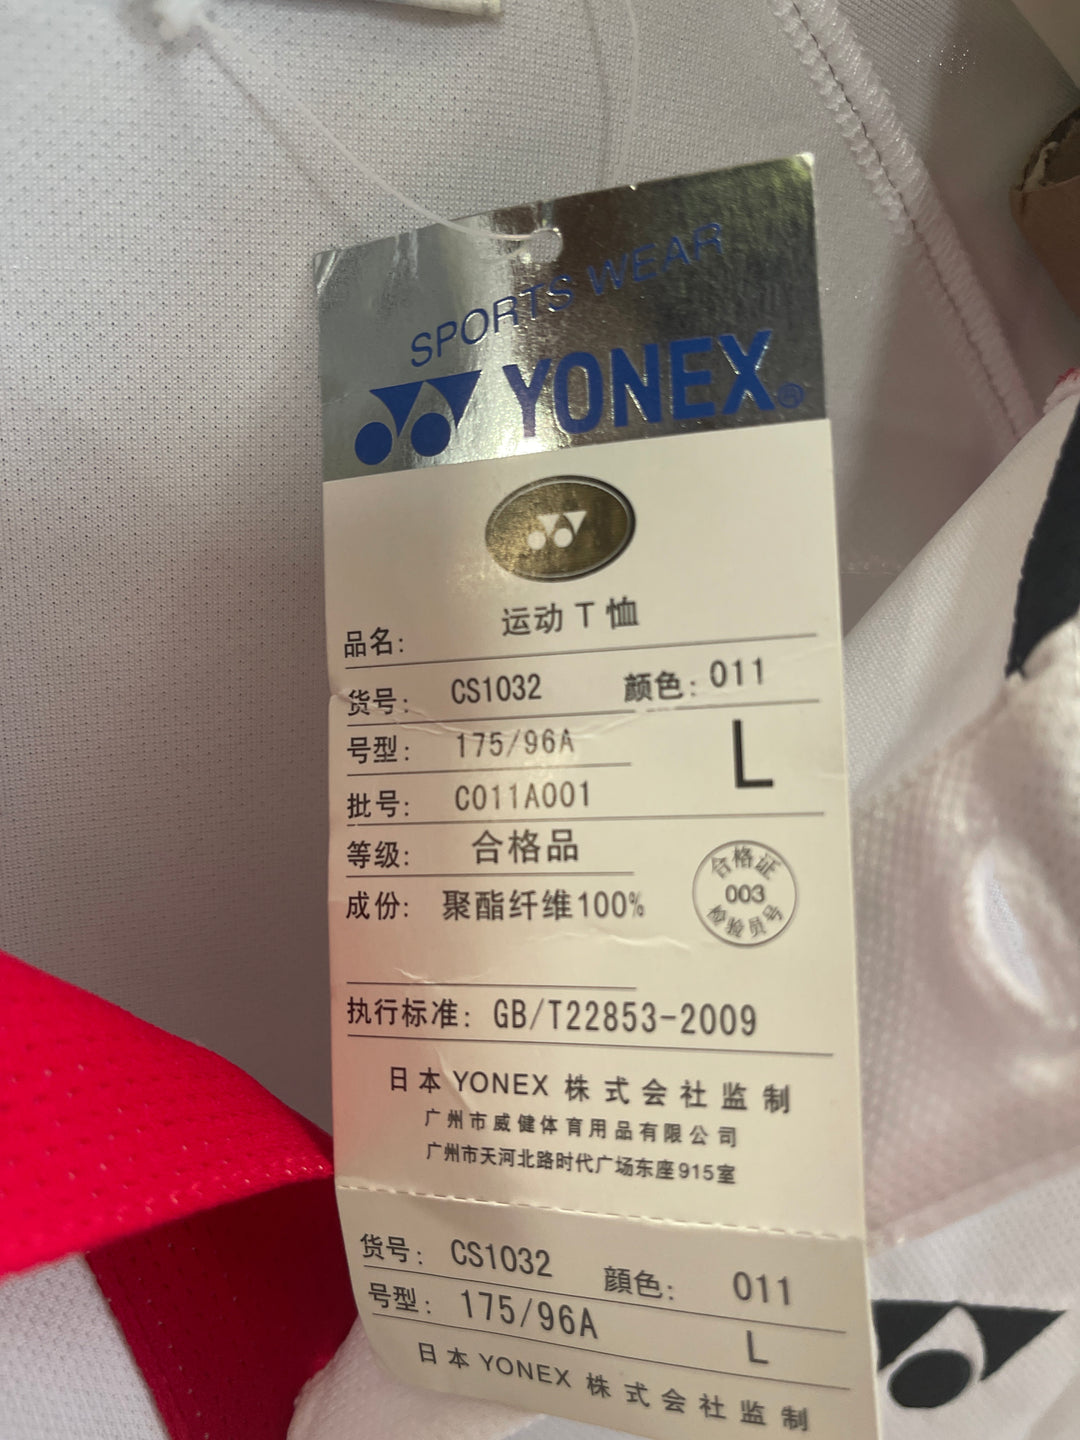 SPORTS WEAR
YONEX®
品名: 运动 T 恤
货号: CS1032 颜色: 011
号型: 175/96A L
批号: C011A001
等级: 合格品
成份: 聚酯纤维100%
合格证
003
检验员号
执行标准: GB/T22853-2009
日本YONEX株式会社监制
广州市威健体育用品有限公司
广州市天河北路时代广场东座915室
货号: CS1032 顔色: 011
号型: 175/96A L
日本YONEX株式会社监制